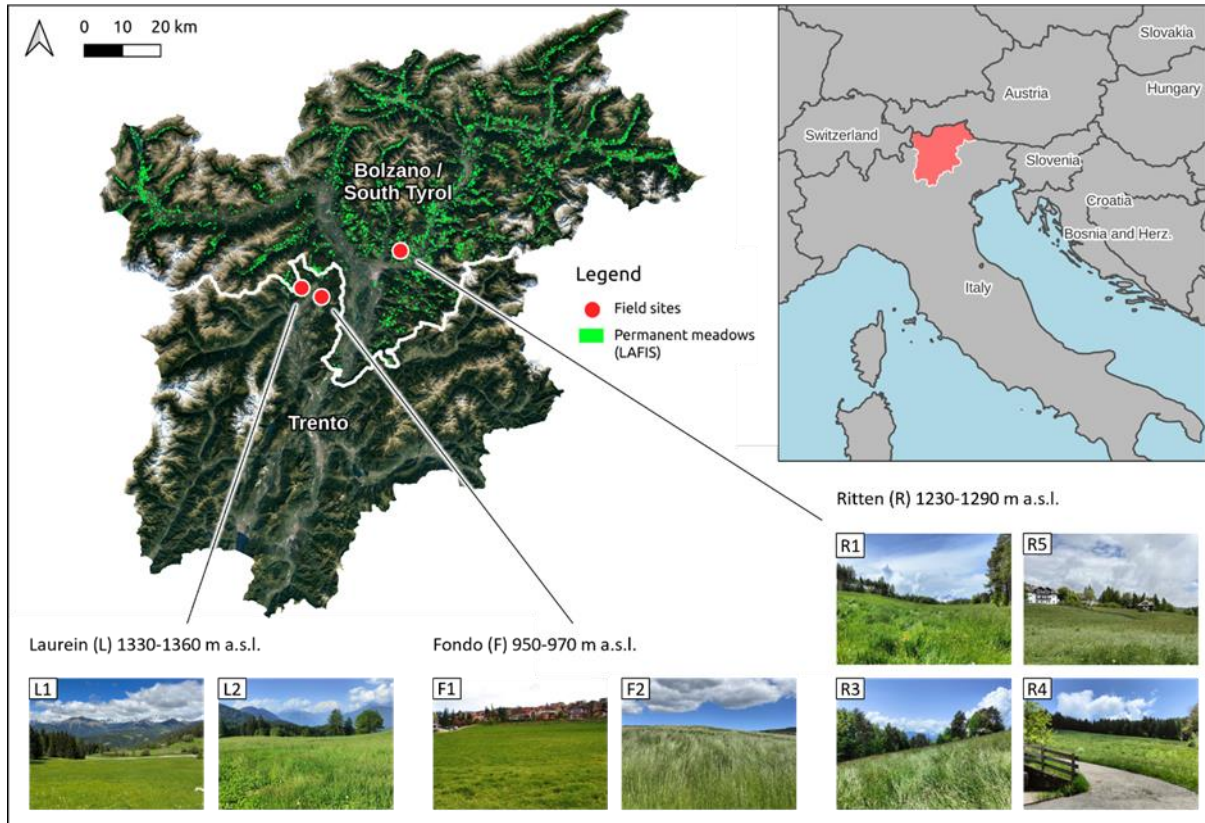 0 10 20 km
Bolzano /
South Tyrol
Trento
Legend
Field sites
Permanent meadows
(LAFIS)
Slovakia
Austria
Hungary
Switzerland
Slovenia
Croatia
Bosnia and Herz.
Italy
Ritten (R) 1230-1290 m a.s.l.
R1
R5
R3
R4
Laurein (L) 1330-1360 m a.s.l.
L1
L2
Fondo (F) 950-970 m a.s.l.
F1
F2